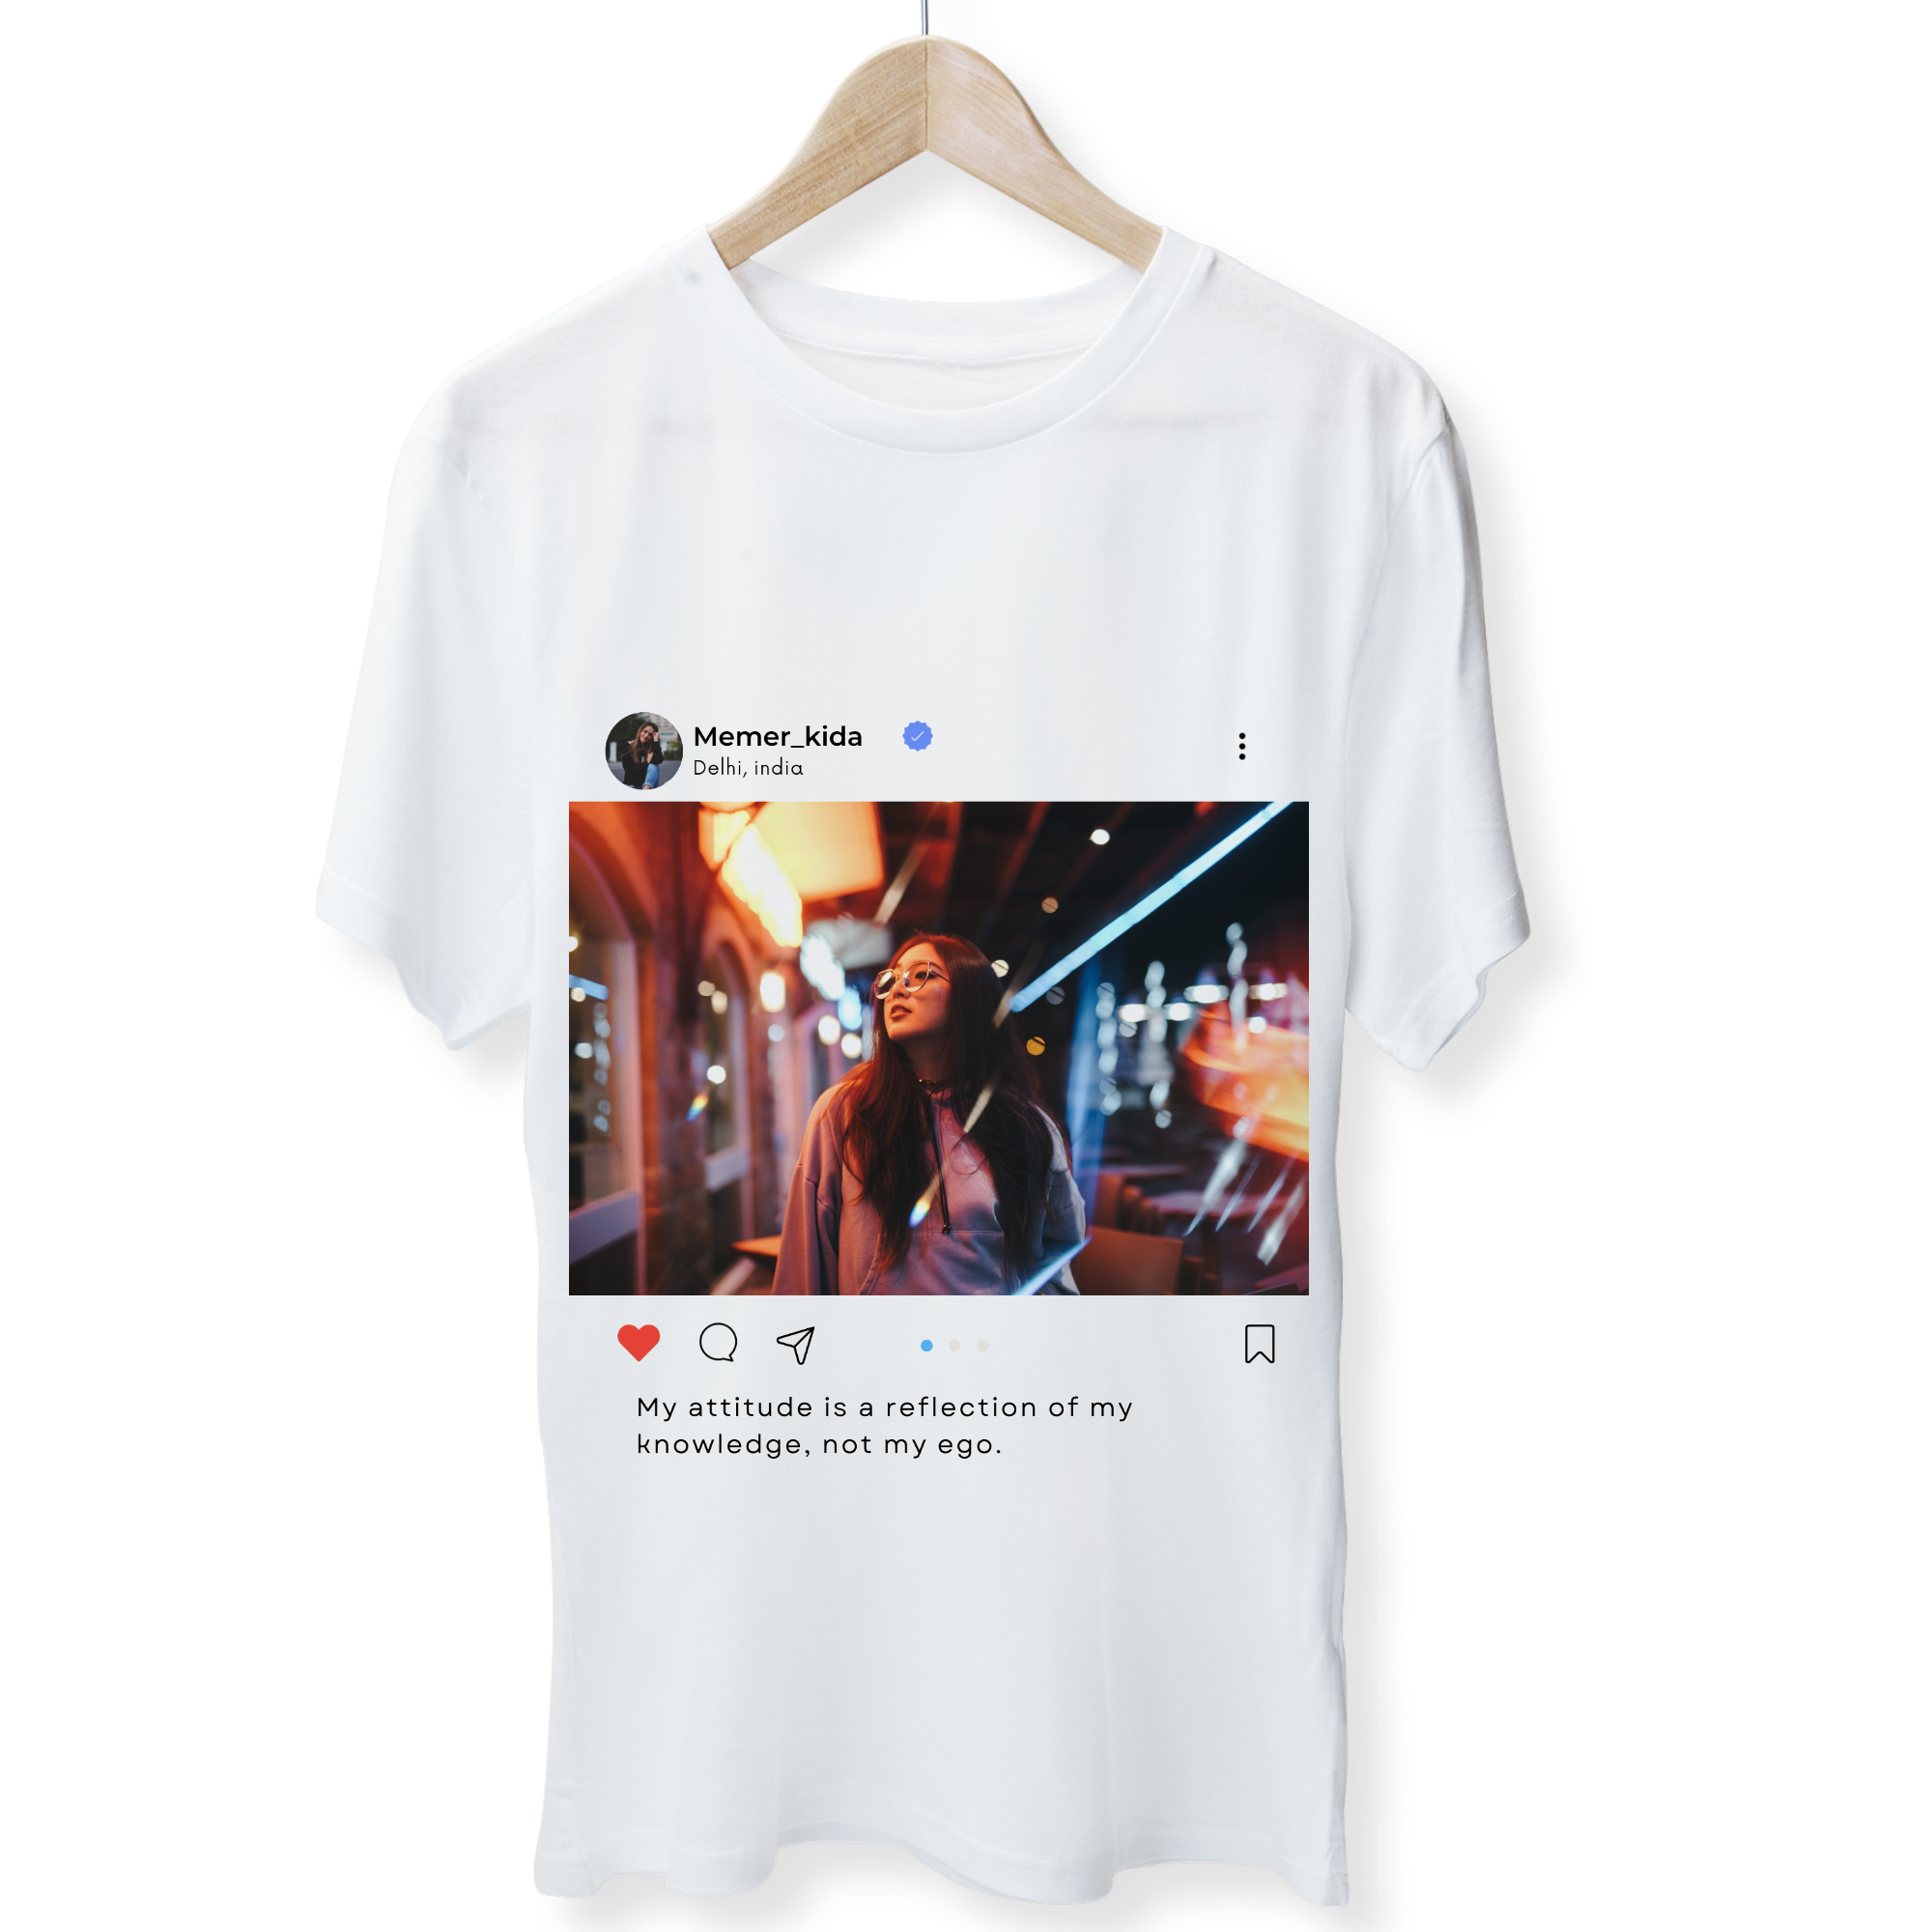 Memer_kida
Delhi, india
My attitude is a reflection of my
knowledge, not my ego.